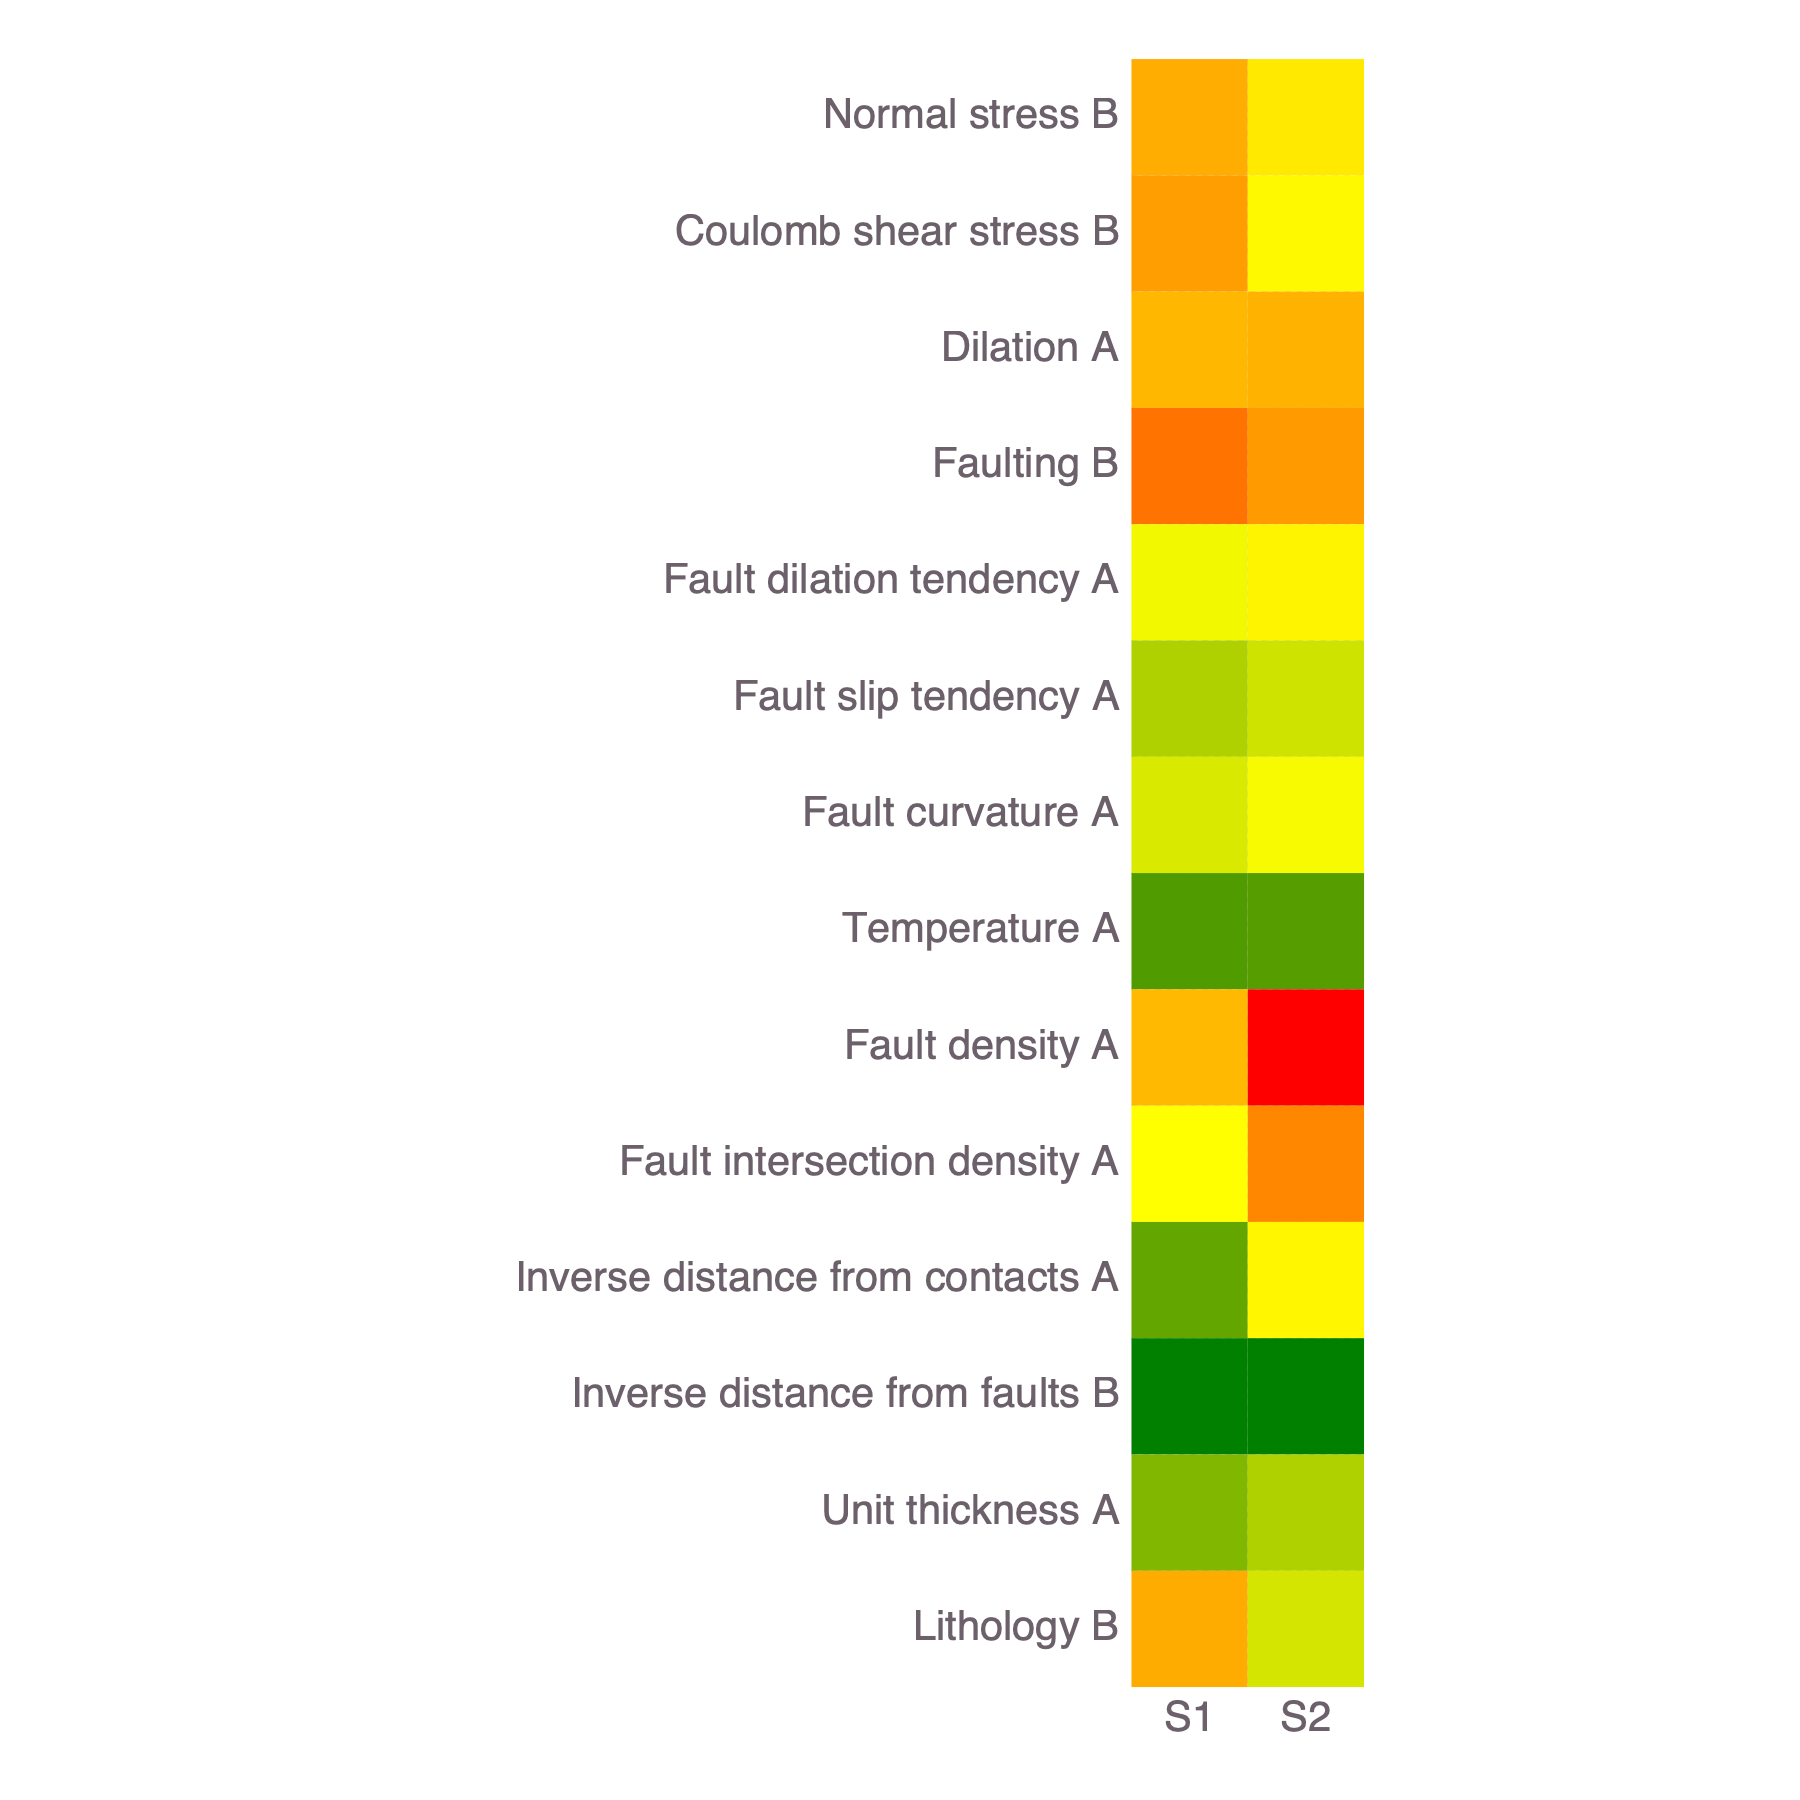 Normal stress B
Coulomb shear stress B
Dilation A
Faulting B
Fault dilation tendency A
Fault slip tendency A
Fault curvature A
Temperature A
Fault density A
Fault intersection density A
Inverse distance from contacts A
Inverse distance from faults B
Unit thickness A
Lithology B
S1 S2